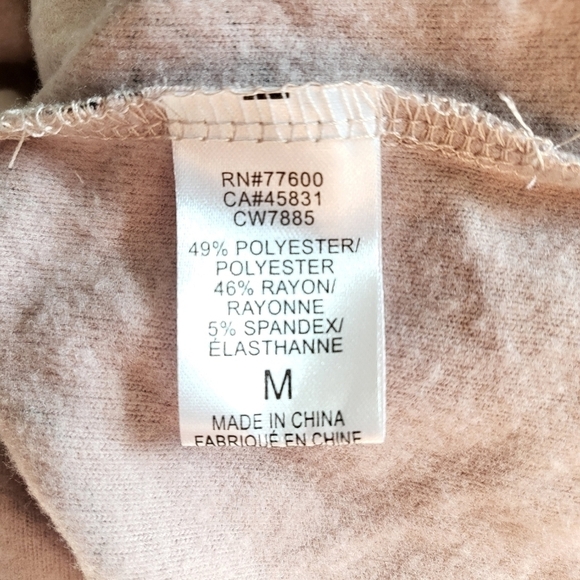 RN#77600
CA#45831
CW7885
49% POLYESTER/
POLYESTER
46% RAYON/
RAYONNE
5% SPANDEX/
ÉLASTHANNE
M
MADE IN CHINA
FABRIQUÉ EN CHINE